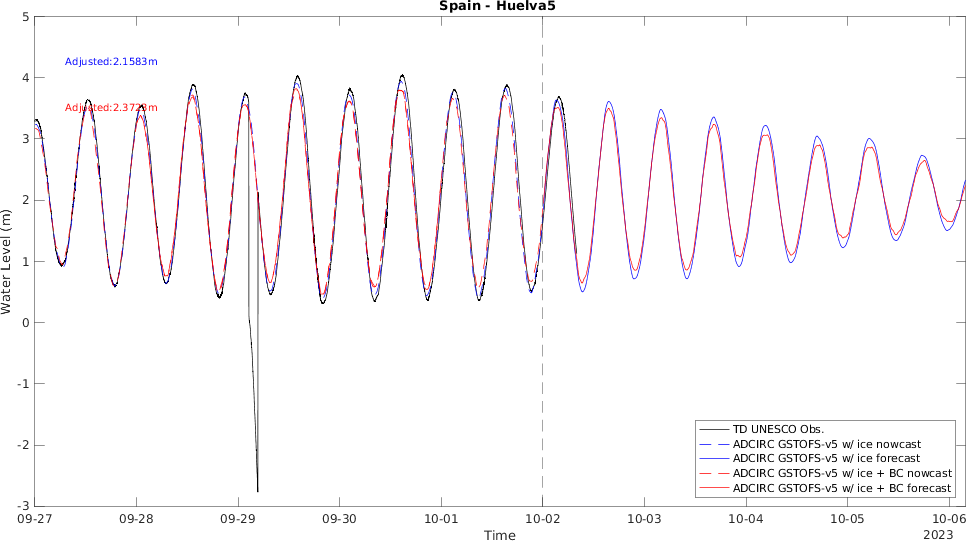 Spain - Huelva5
5
4
3
2
1
0
-1
-2
-3
Water Level (m)
Adjusted:2.1583m
Adjusted:2.3723m
TD UNESCO Obs.
ADCIRC GSTOFS-v5 w/ ice nowcast
ADCIRC GSTOFS-v5 w/ ice forecast
ADCIRC GSTOFS-v5 w/ ice + BC nowcast
ADCIRC GSTOFS-v5 w/ ice + BC forecast
09-27 09-28 09-29 09-30 10-01 10-02 10-03 10-04 10-05 10-06
Time
2023